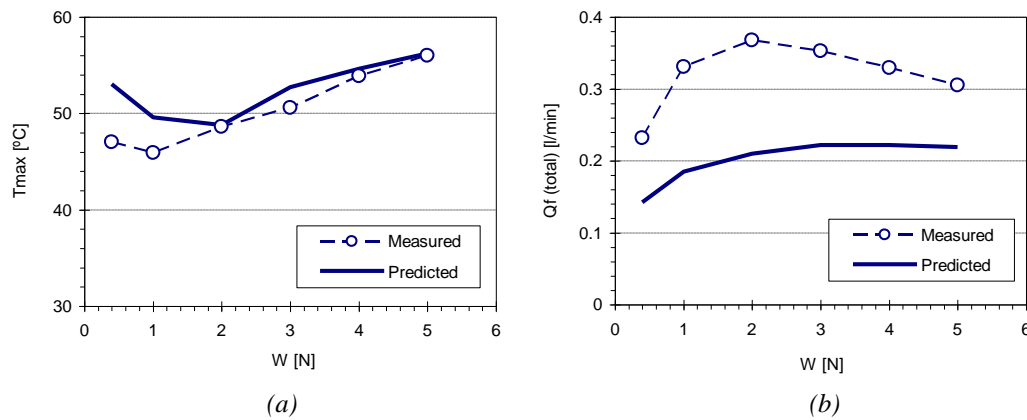 60
50
40
30
Tmax [ºC]
Measured
Predicted
0 1 2 3 4 5 6
W [N]
(a)
0.4
0.3
0.2
0.1
0
Qf (total) [l/min]
Measured
Predicted
0 1 2 3 4 5 6
W [N]
(b)